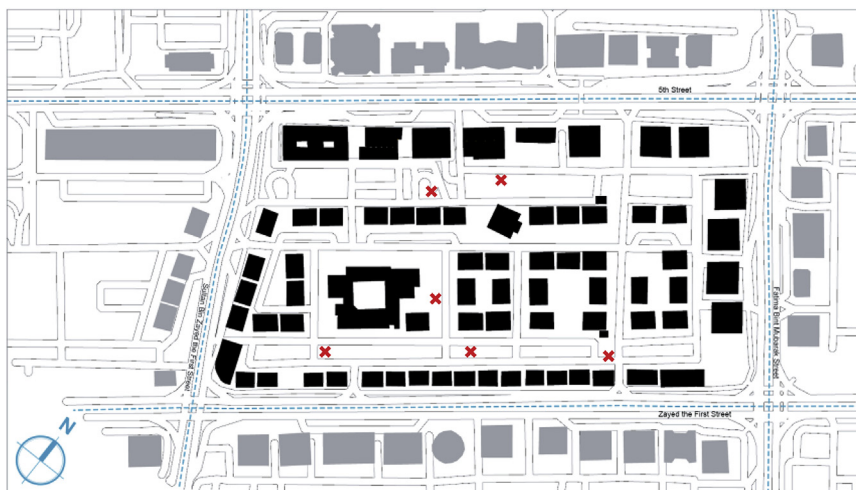 5th Street
Sultan Bin Zayed the First Street
Fatima Bint Mubarak Street
Zayed the First Street
N